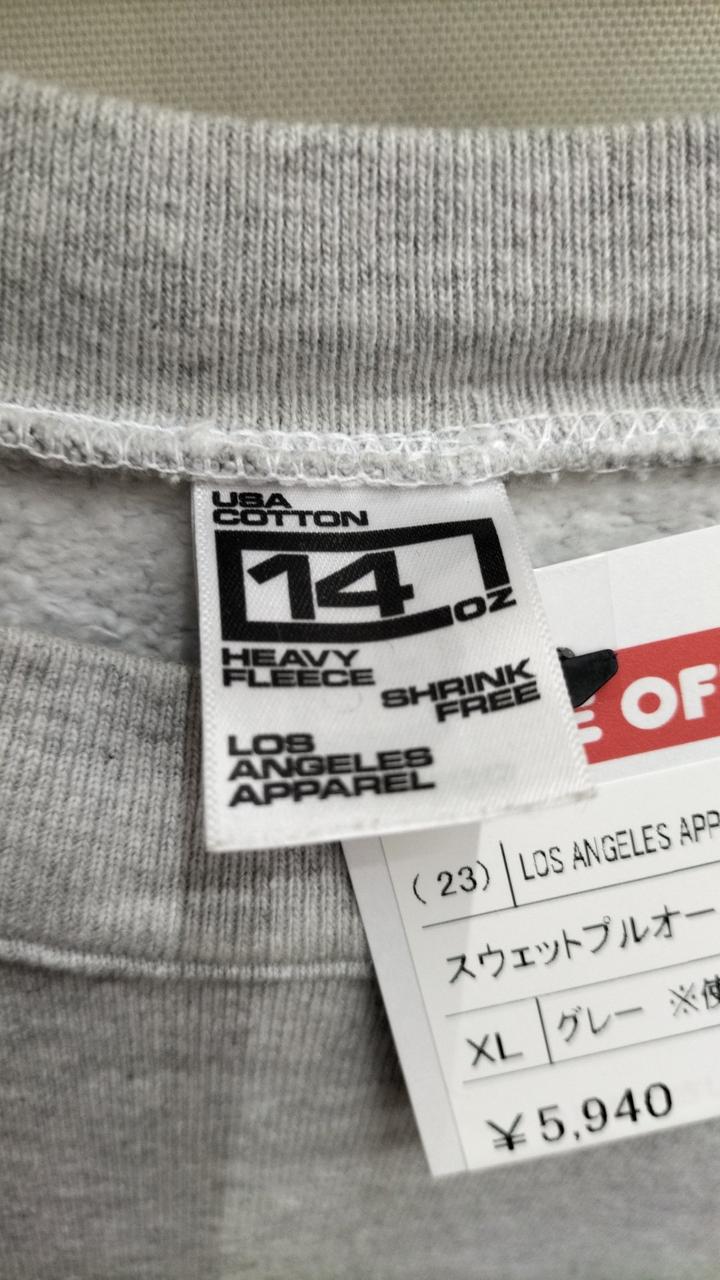 USA
COTTON
14 OZ
HEAVY
FLEECE
SHRINK
FREE
LOS
ANGELES
APPAREL
OF
(23) LOS ANGELES APP
スウェットプルオー
XL グレー ※使
¥5,940